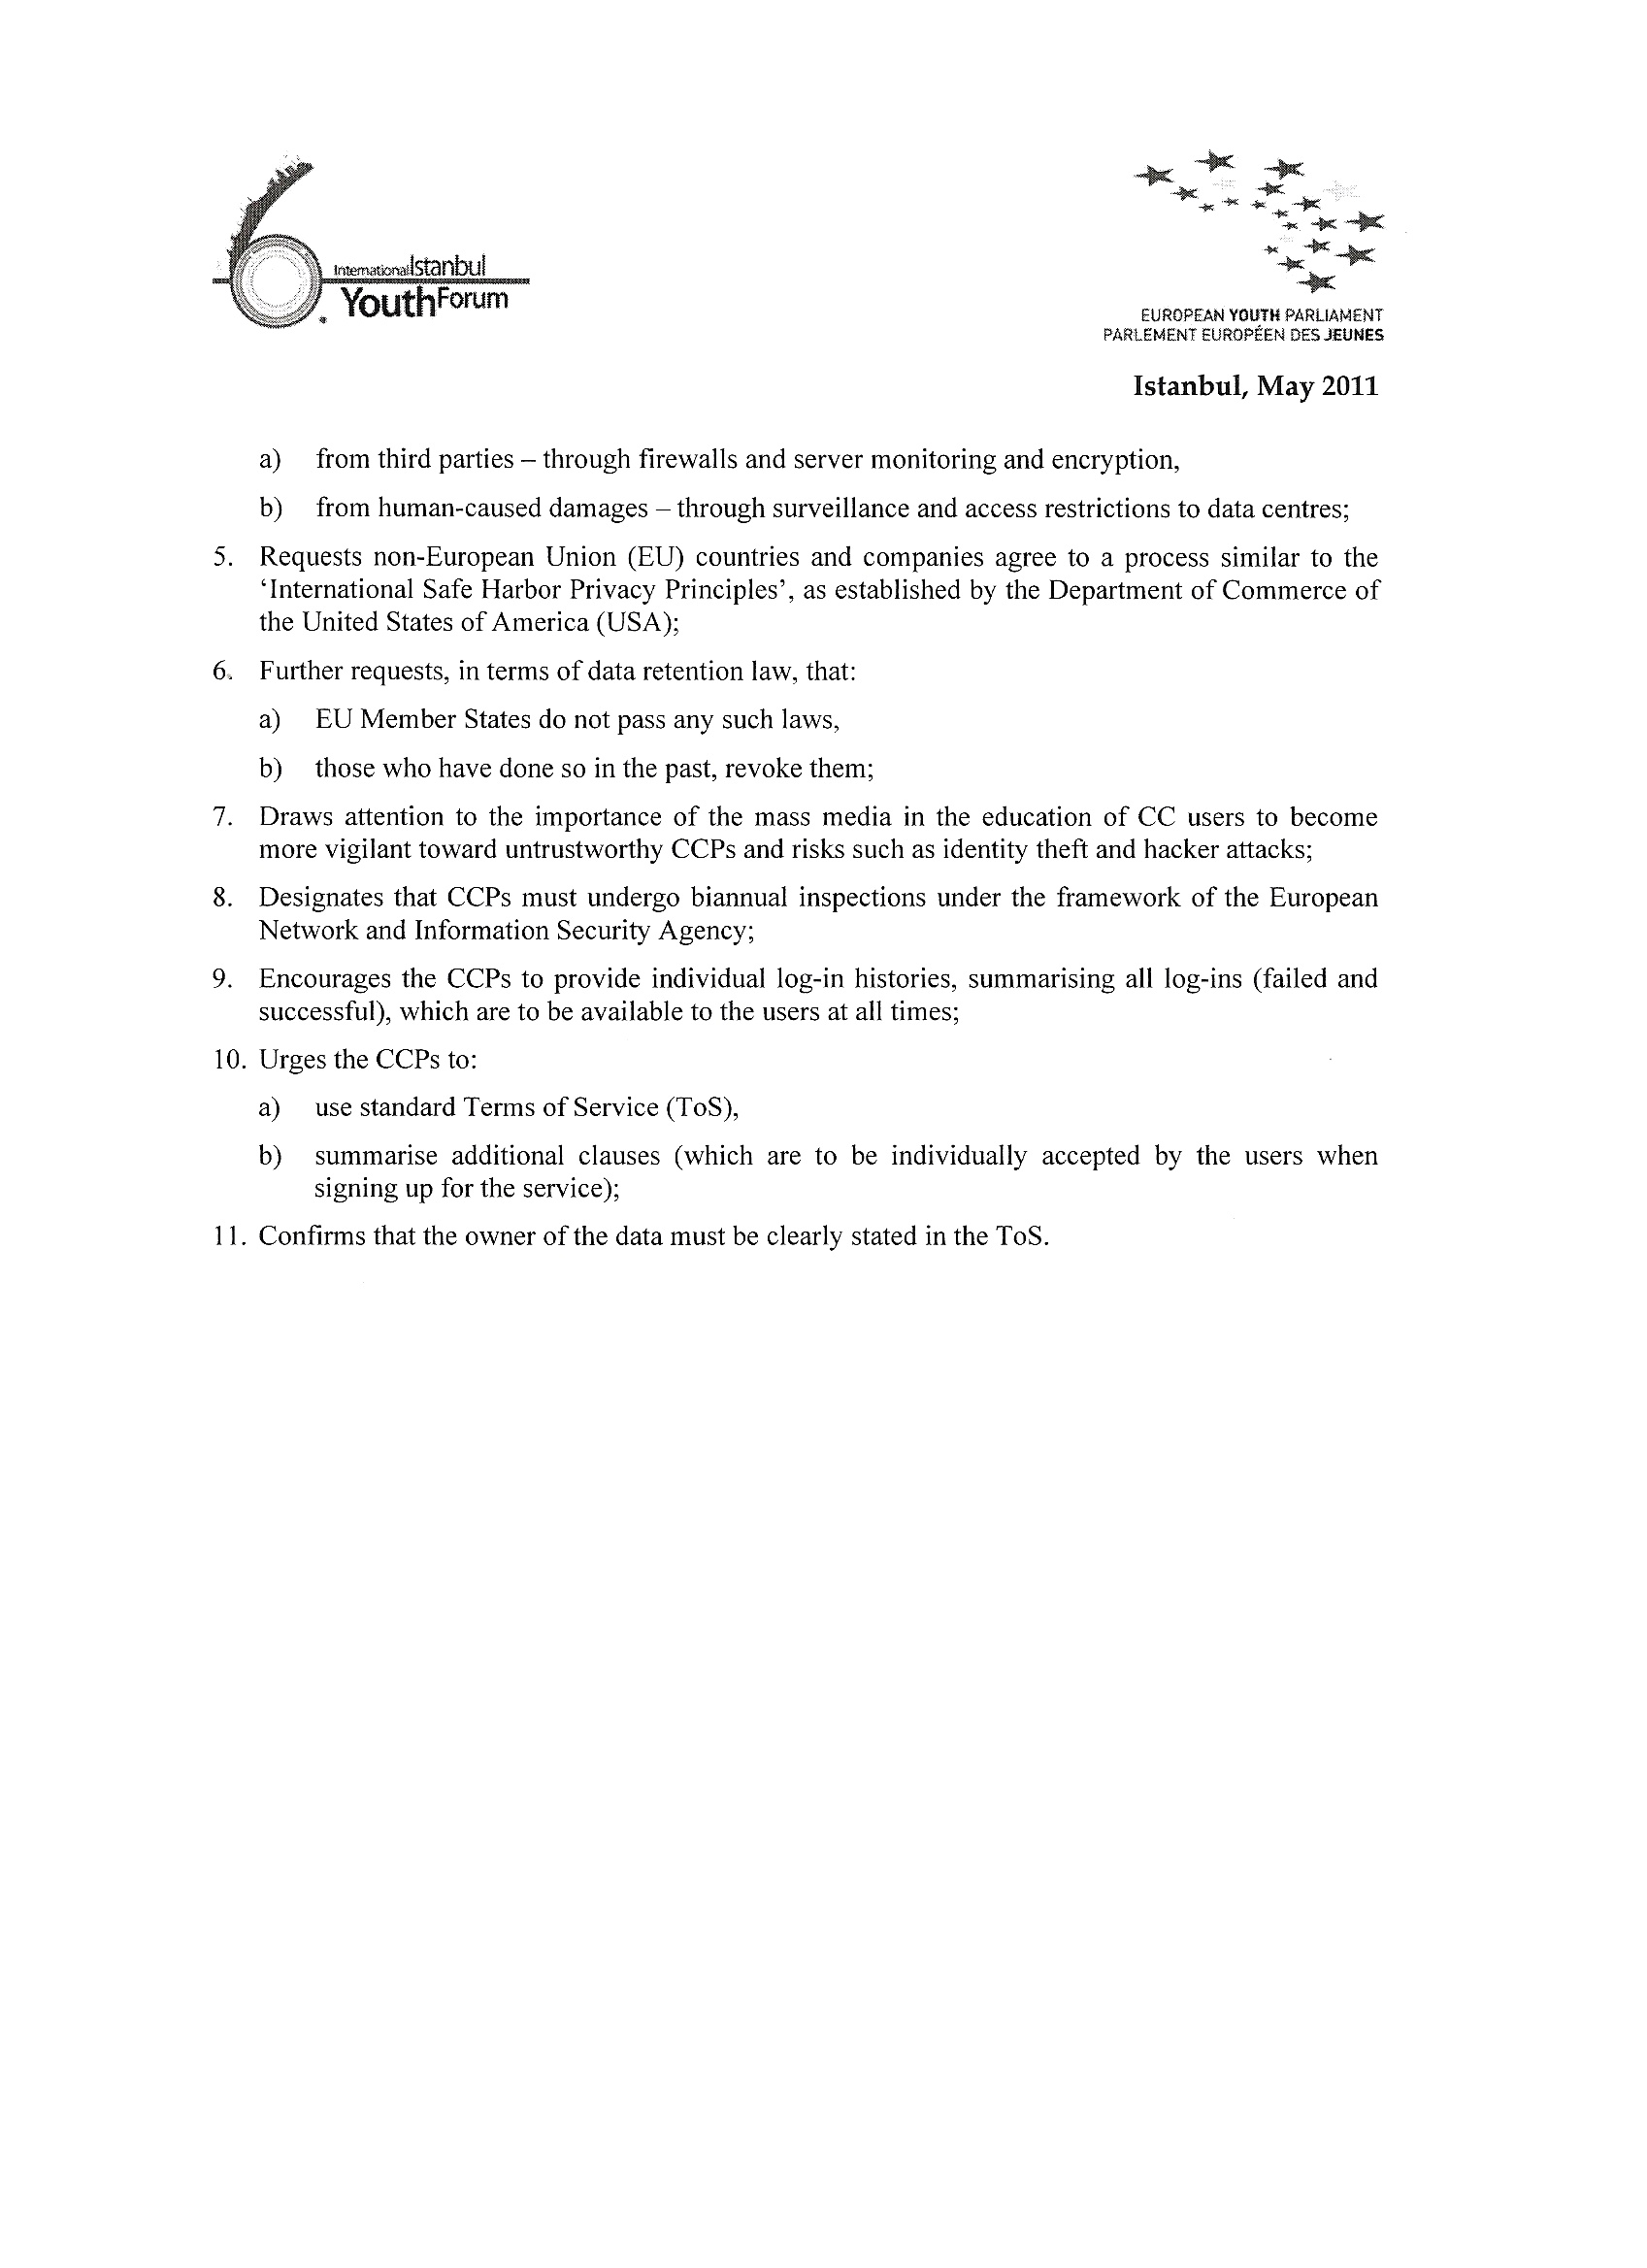 6. International Istanbul
Youth Forum
EUROPEAN YOUTH PARLIAMENT
PARLEMENT EUROPÉEN DES JEUNES
Istanbul, May 2011
a) from third parties – through firewalls and server monitoring and encryption,
b) from human-caused damages – through surveillance and access restrictions to data centres;
5. Requests non-European Union (EU) countries and companies agree to a process similar to the
‘International Safe Harbor Privacy Principles’, as established by the Department of Commerce of
the United States of America (USA);
6. Further requests, in terms of data retention law, that:
a) EU Member States do not pass any such laws,
b) those who have done so in the past, revoke them;
7. Draws attention to the importance of the mass media in the education of CC users to become
more vigilant toward untrustworthy CCPs and risks such as identity theft and hacker attacks;
8. Designates that CCPs must undergo biannual inspections under the framework of the European
Network and Information Security Agency;
9. Encourages the CCPs to provide individual log-in histories, summarising all log-ins (failed and
successful), which are to be available to the users at all times;
10. Urges the CCPs to:
a) use standard Terms of Service (ToS),
b) summarise additional clauses (which are to be individually accepted by the users when
signing up for the service);
11. Confirms that the owner of the data must be clearly stated in the ToS.